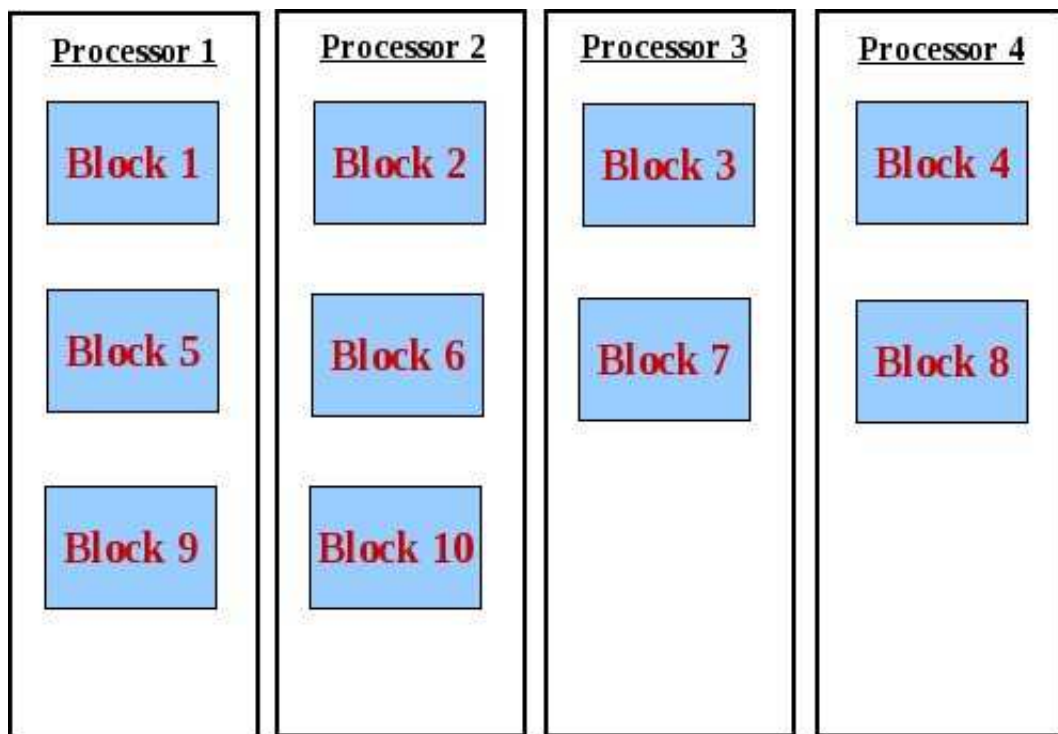 Processor 1
Processor 2
Processor 3
Processor 4
Block 1
Block 2
Block 3
Block 4
Block 5
Block 6
Block 7
Block 8
Block 9
Block 10